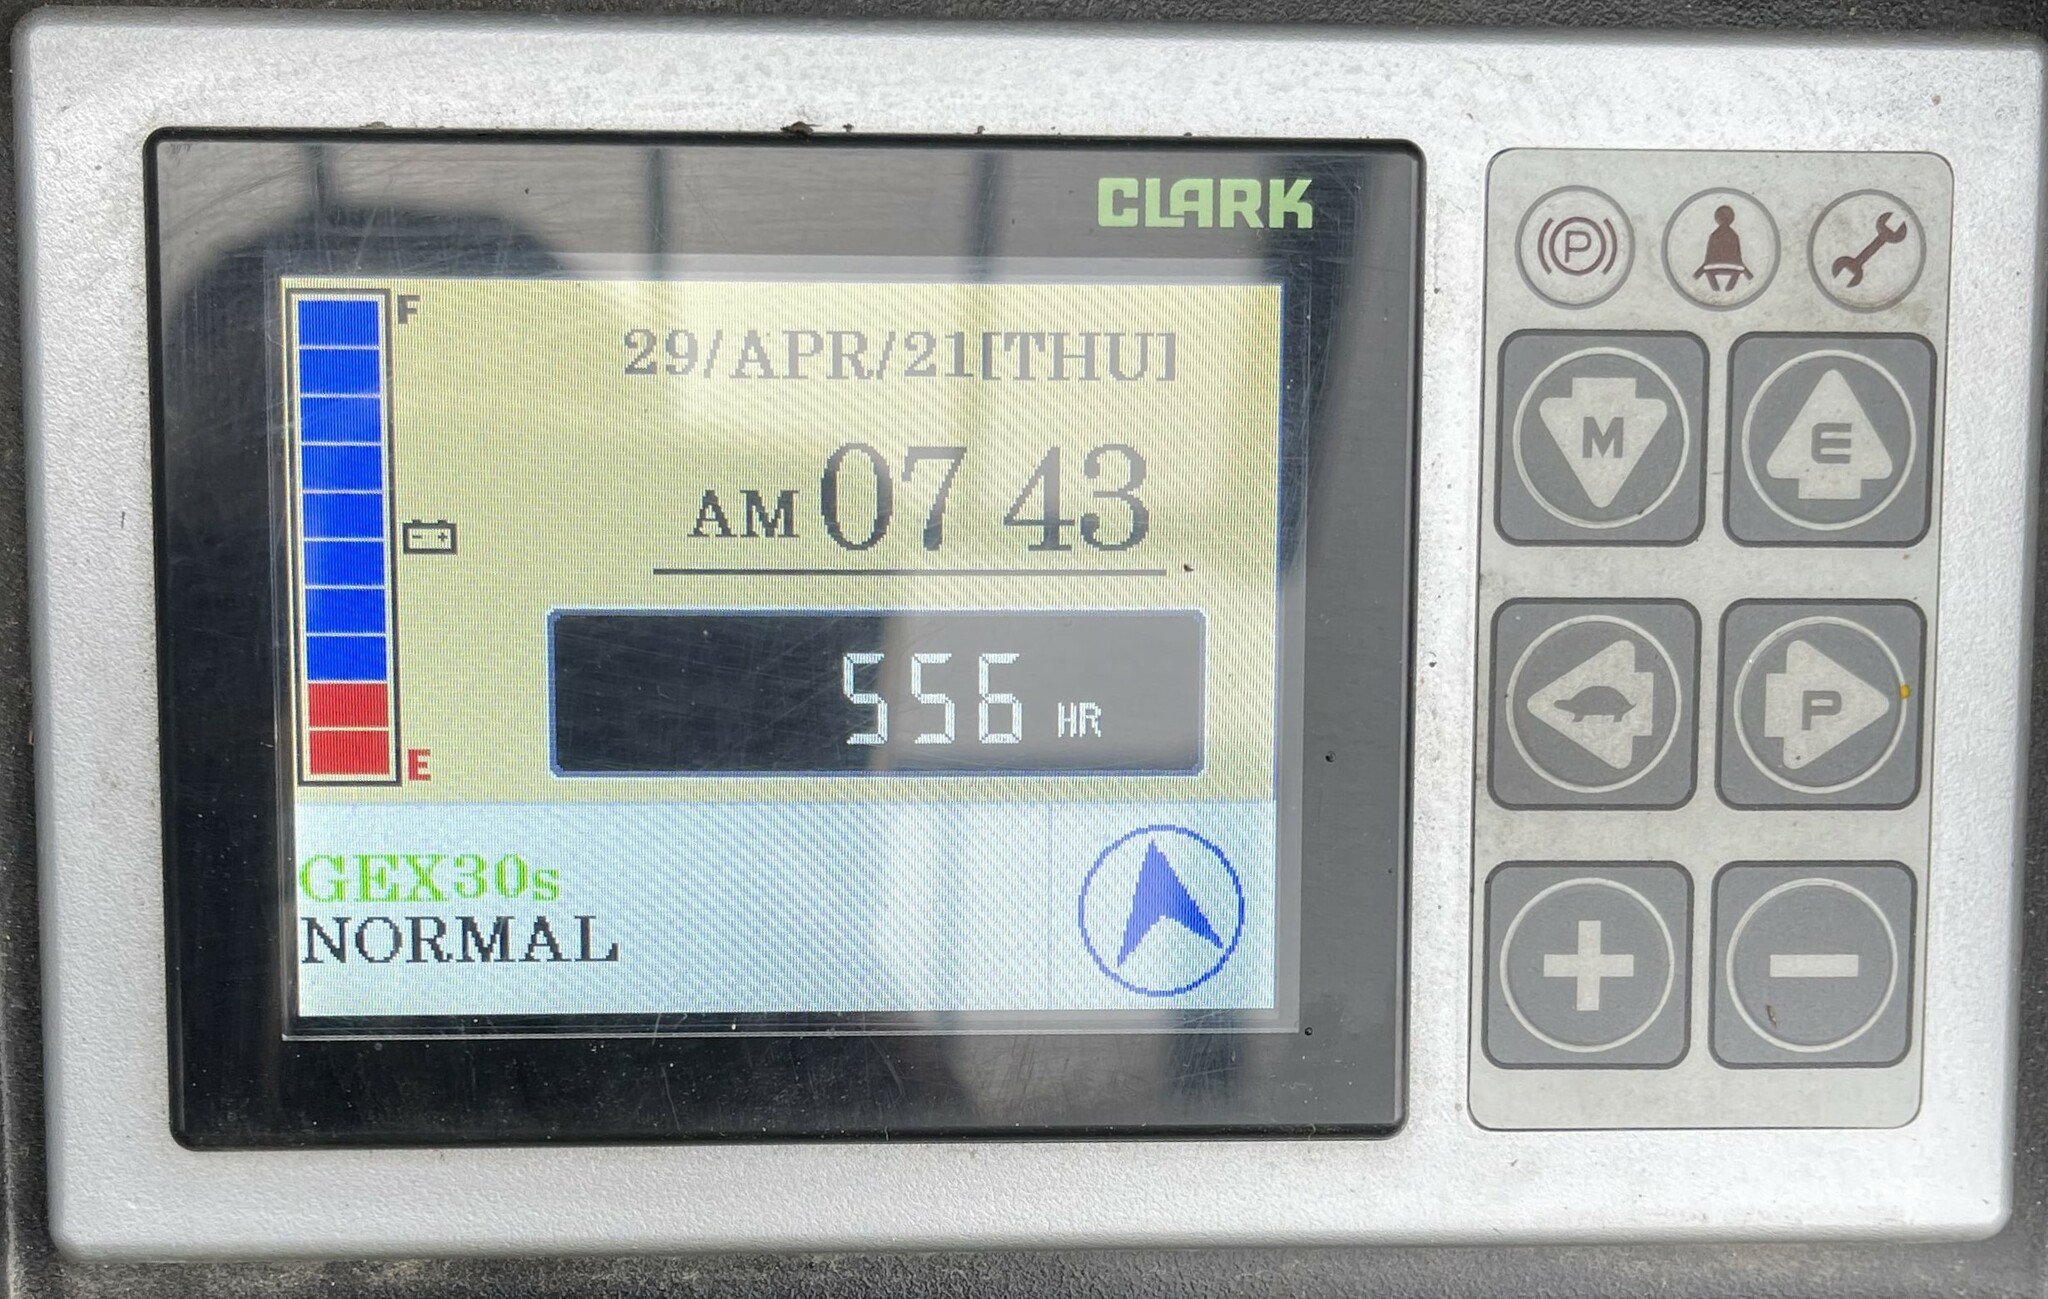 CLARK
F
29/APR/21[THU]
AM 07 43
- +
556 HR
E
GEX30s
NORMAL
P
M
E
P
+
-